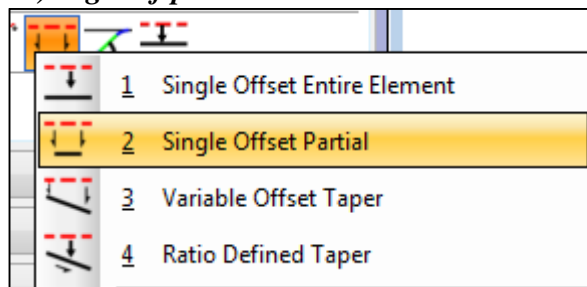 1 Single Offset Entire Element
2 Single Offset Partial
3 Variable Offset Taper
4 Ratio Defined Taper